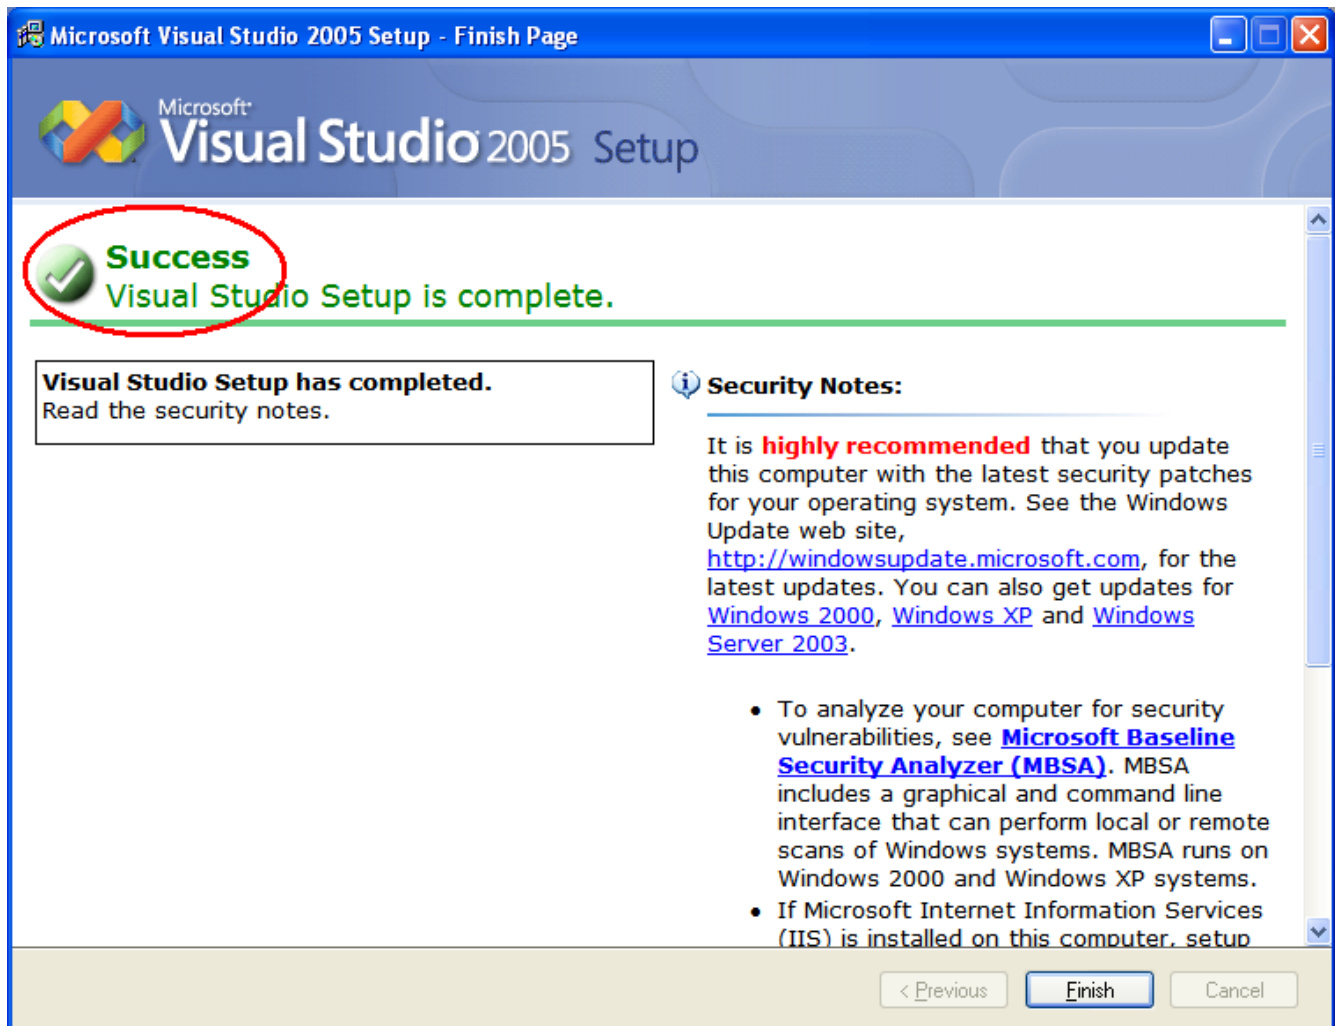 Microsoft Visual Studio 2005 Setup - Finish Page
Microsoft
Visual Studio 2005 Setup
Success
Visual Studio Setup is complete.
Visual Studio Setup has completed.
Read the security notes.
Security Notes:
It is highly recommended that you update
this computer with the latest security patches
for your operating system. See the Windows
Update web site,
http://windowsupdate.microsoft.com, for the
latest updates. You can also get updates for
Windows 2000, Windows XP and Windows
Server 2003.
• To analyze your computer for security
vulnerabilities, see Microsoft Baseline
Security Analyzer (MBSA). MBSA
includes a graphical and command line
interface that can perform local or remote
scans of Windows systems. MBSA runs on
Windows 2000 and Windows XP systems.
• If Microsoft Internet Information Services
(IIS) is installed on this computer, setup
< Previous
Finish
Cancel